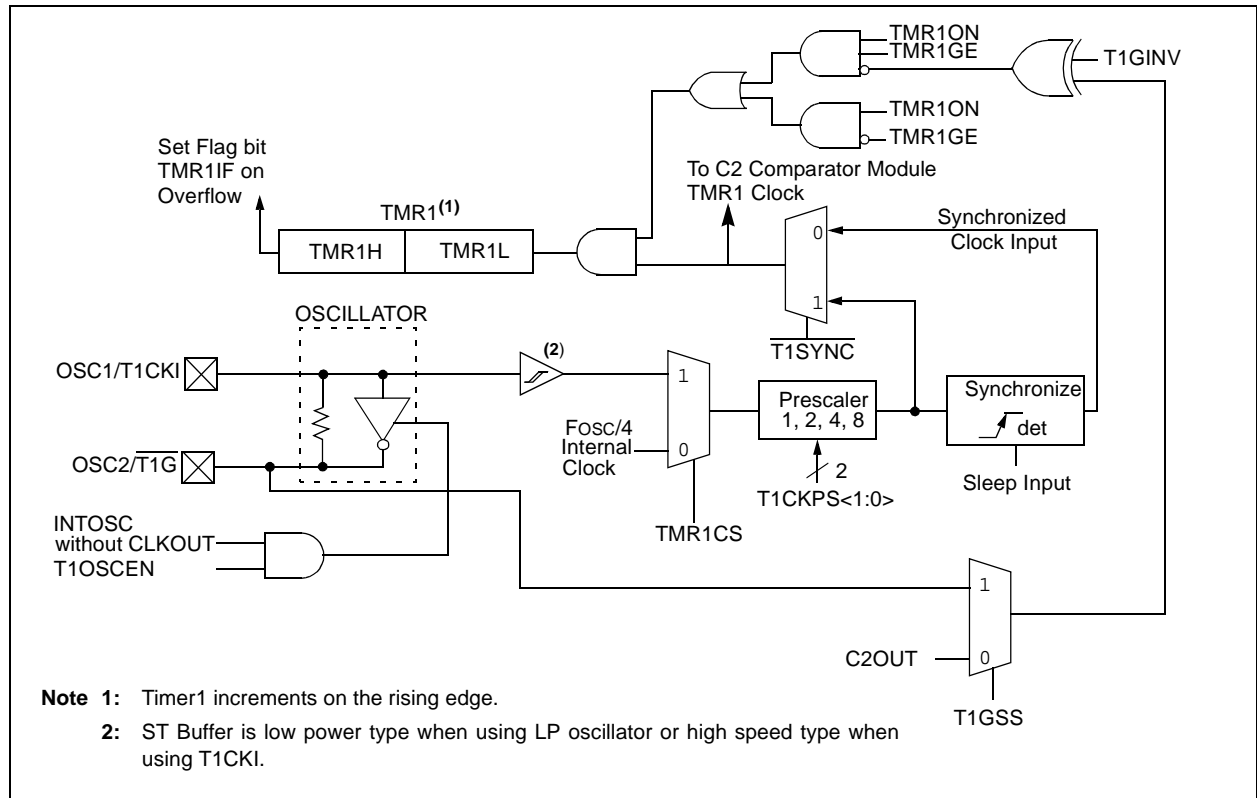 TMR1ON
TMR1GE
T1GINV
TMR1ON
TMR1GE
Set Flag bit
TMR1IF on
Overflow
To C2 Comparator Module
TMR1 Clock
TMR1(1)
TMR1H
TMR1L
0
1
Synchronized
Clock Input
T1SYNC
OSCILLATOR
OSC1/T1CKI
(2)
1
0
FOSC/4
Internal
Clock
Prescaler
1, 2, 4, 8
Synchronize
det
OSC2/T1G
2
T1CKPS<1:0>
Sleep Input
TMR1CS
INTOSC
without CLKOUT
T1OSCEN
1
0
C2OUT
T1GSS
Note 1: Timer1 increments on the rising edge.
2: ST Buffer is low power type when using LP oscillator or high speed type when
using T1CKI.